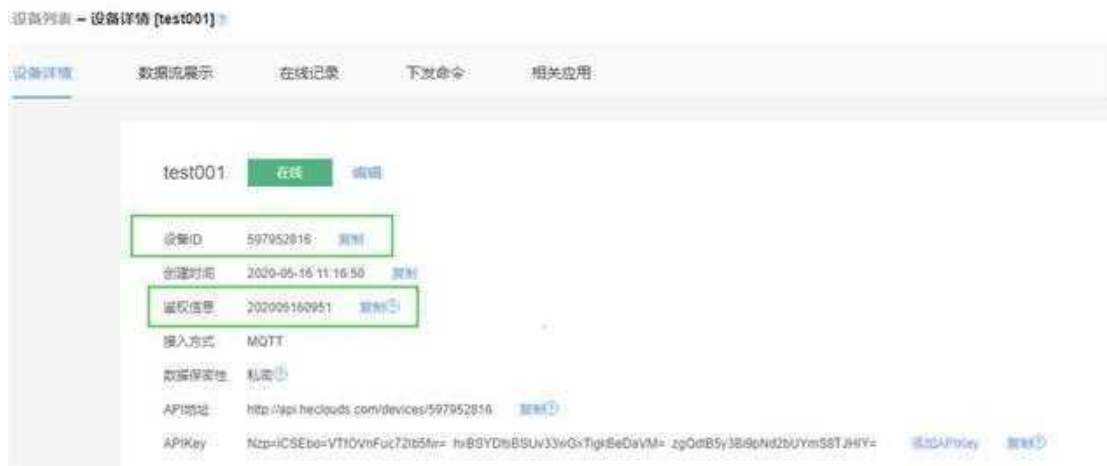 设备列表 – 设备详情 [test001]
设备详情 数据流展示 在线记录 下发命令 相关应用
test001 在线 编辑
设备ID 597952816 复制
创建时间 2020-05-16 11:16:50 复制
鉴权信息 202005160951 复制
接入方式 MQTT
数据保密性 私密
API地址 http://api.heclouds.com/devices/597952816 复制
APIKey 添加APIKey 复制